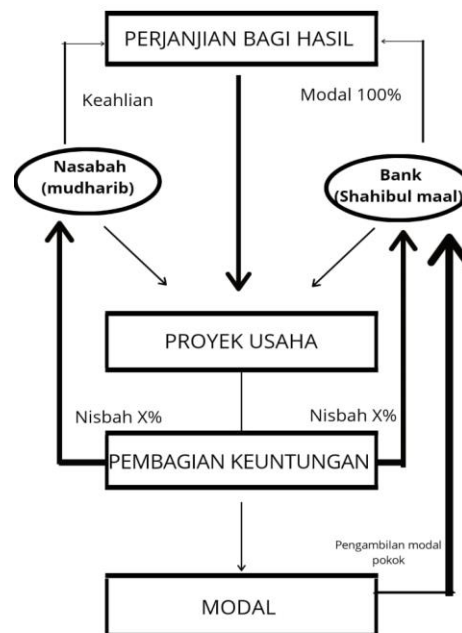 PERJANJIAN BAGI HASIL
Keahlian
Modal 100%
Nasabah
(mudharib)
Bank
(Shahibul maal)
PROYEK USAHA
Nisbah X%
Nisbah X%
PEMBAGIAN KEUNTUNGAN
Pengambilan modal
pokok
MODAL